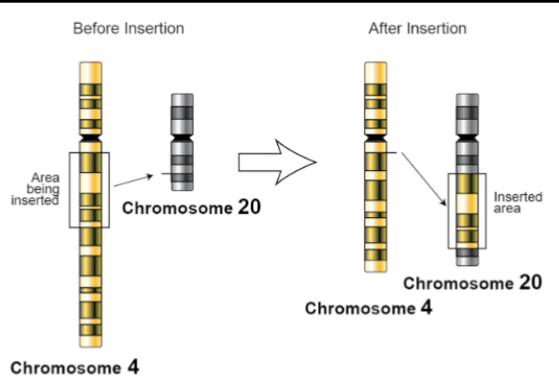 Before Insertion
After Insertion
Area
being
inserted
Chromosome 20
Chromosome 4
Inserted
area
Chromosome 20
Chromosome 4